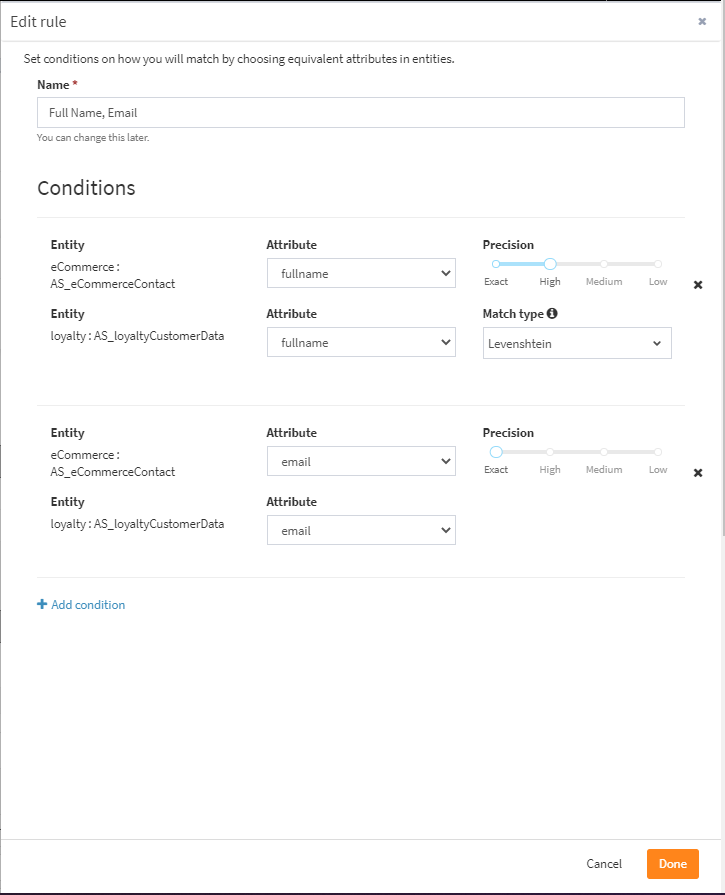 Edit rule
Set conditions on how you will match by choosing equivalent attributes in entities.
Name *
Full Name, Email
You can change this later.
Conditions
Entity
Attribute
Precision
eCommerce :
AS_eCommerceContact
fullname
Exact
High
Medium
Low
Entity
Attribute
Match type
loyalty : AS_loyaltyCustomerData
fullname
Levenshtein
Entity
Attribute
Precision
eCommerce :
AS_eCommerceContact
email
Exact
High
Medium
Low
Entity
Attribute
loyalty : AS_loyaltyCustomerData
email
+ Add condition
Cancel
Done